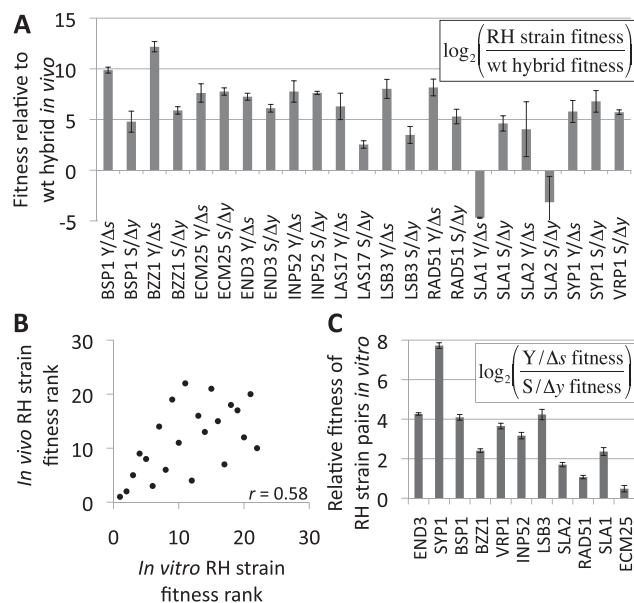 A
Fitness relative to
wt hybrid in vivo
15
10
5
0
-5
log₂(RH strain fitness / wt hybrid fitness)
BSP1 Y/Δs
BSP1 S/Δy
BZZ1 Y/Δs
BZZ1 S/Δy
ECM25 Y/Δs
ECM25 S/Δy
END3 Y/Δs
END3 S/Δy
INP52 Y/Δs
INP52 S/Δy
LAS17 Y/Δs
LAS17 S/Δy
LSB3 Y/Δs
LSB3 S/Δy
RAD51 Y/Δs
RAD51 S/Δy
SLA1 Y/Δs
SLA1 S/Δy
SLA2 Y/Δs
SLA2 S/Δy
SYP1 Y/Δs
SYP1 S/Δy
VRP1 S/Δy
B
In vivo RH strain
fitness rank
30
20
10
0
r = 0.58
0 10 20 30
In vitro RH strain
fitness rank
C
Relative fitness of
RH strain pairs in vitro
8
6
4
2
0
log₂(Y/Δs fitness / S/Δy fitness)
END3
SYP1
BSP1
BZZ1
VRP1
INP52
LSB3
SLA2
RAD51
SLA1
ECM25